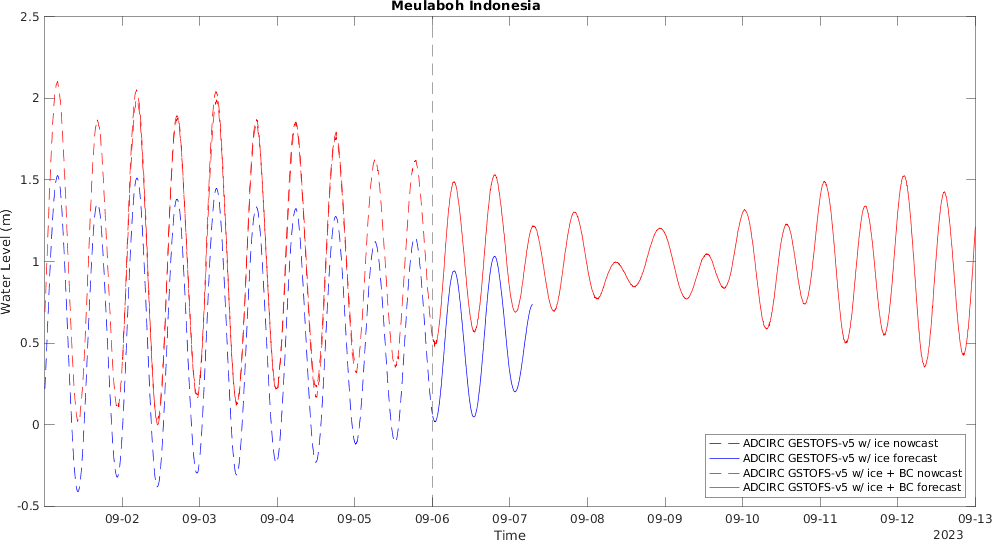 Meulaboh Indonesia
2.5
2
1.5
1
0.5
0
-0.5
Water Level (m)
09-02
09-03
09-04
09-05
09-06
09-07
09-08
09-09
09-10
09-11
09-12
09-13
Time
2023
ADCIRC GESTOFS-v5 w/ ice nowcast
ADCIRC GESTOFS-v5 w/ ice forecast
ADCIRC GSTOFS-v5 w/ ice + BC nowcast
ADCIRC GSTOFS-v5 w/ ice + BC forecast